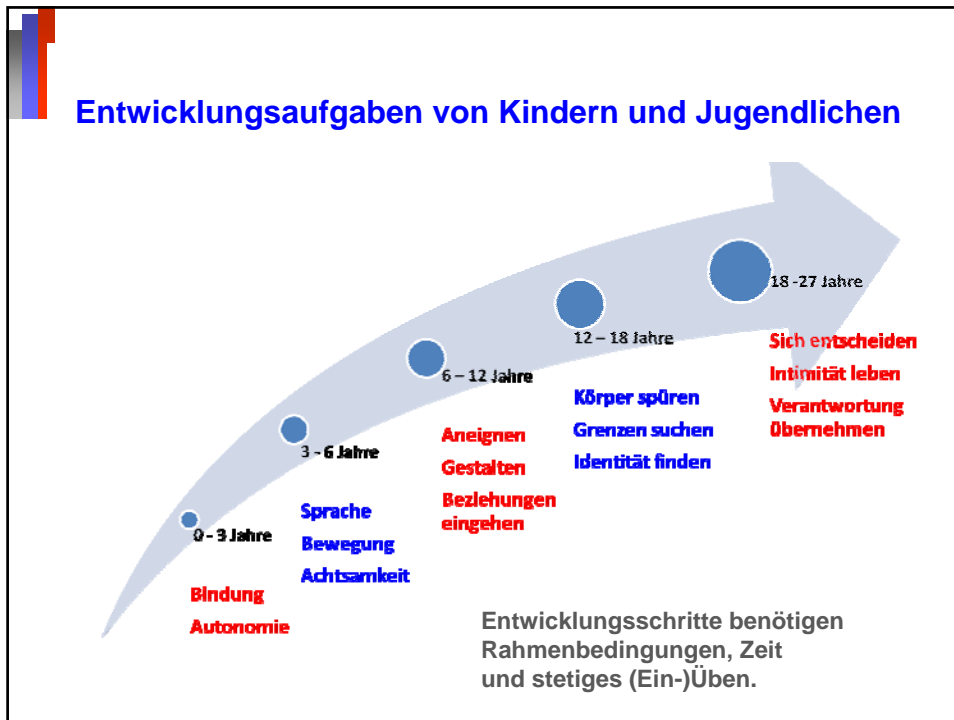 Entwicklungsaufgaben von Kindern und Jugendlichen
0 - 3 Jahre
Bindung
Autonomie
3 - 6 Jahre
Sprache
Bewegung
Achtsamkeit
6 – 12 Jahre
Aneignen
Gestalten
Beziehungen
eingehen
12 – 18 Jahre
Körper spüren
Grenzen suchen
Identität finden
18 -27 Jahre
Sich entscheiden
Intimität leben
Verantwortung
übernehmen
Entwicklungsschritte benötigen
Rahmenbedingungen, Zeit
und stetiges (Ein-)Üben.